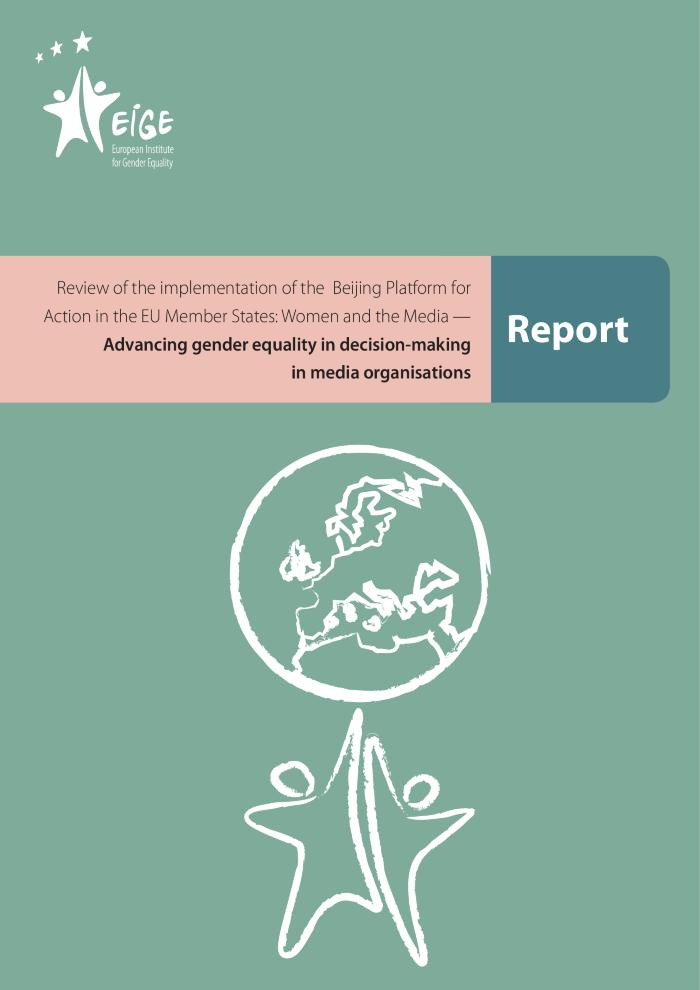 EIGE
European Institute
for Gender Equality
Review of the implementation of the Beijing Platform for
Action in the EU Member States: Women and the Media —
Advancing gender equality in decision-making
in media organisations
Report